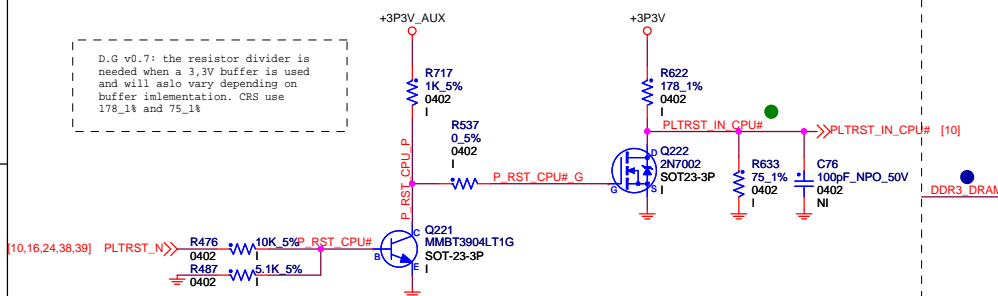 +3P3V_AUX
+3P3V
D.G v0.7: the resistor divider is
needed when a 3,3V buffer is used
and will aslo vary depending on
buffer imlementation. CRS use
178_1% and 75_1%
R717
1K_5%
0402
I
R622
178_1%
0402
I
PLTRST_IN_CPU#
PLTRST_IN_CPU# [10]
R537
0_5%
0402
I
P_RST_CPU_P
P_RST_CPU#_G
D
G
S
Q222
2N7002
SOT23-3P
I
R633
75_1%
0402
I
C76
100pF_NPO_50V
0402
NI
DDR3_DRAM
[10,16,24,38,39] PLTRST_N
R476
0402
10K_5%
I
P_RST_CPU#
R487
0402
5.1K_5%
I
B
C
E
Q221
MMBT3904LT1G
SOT-23-3P
I